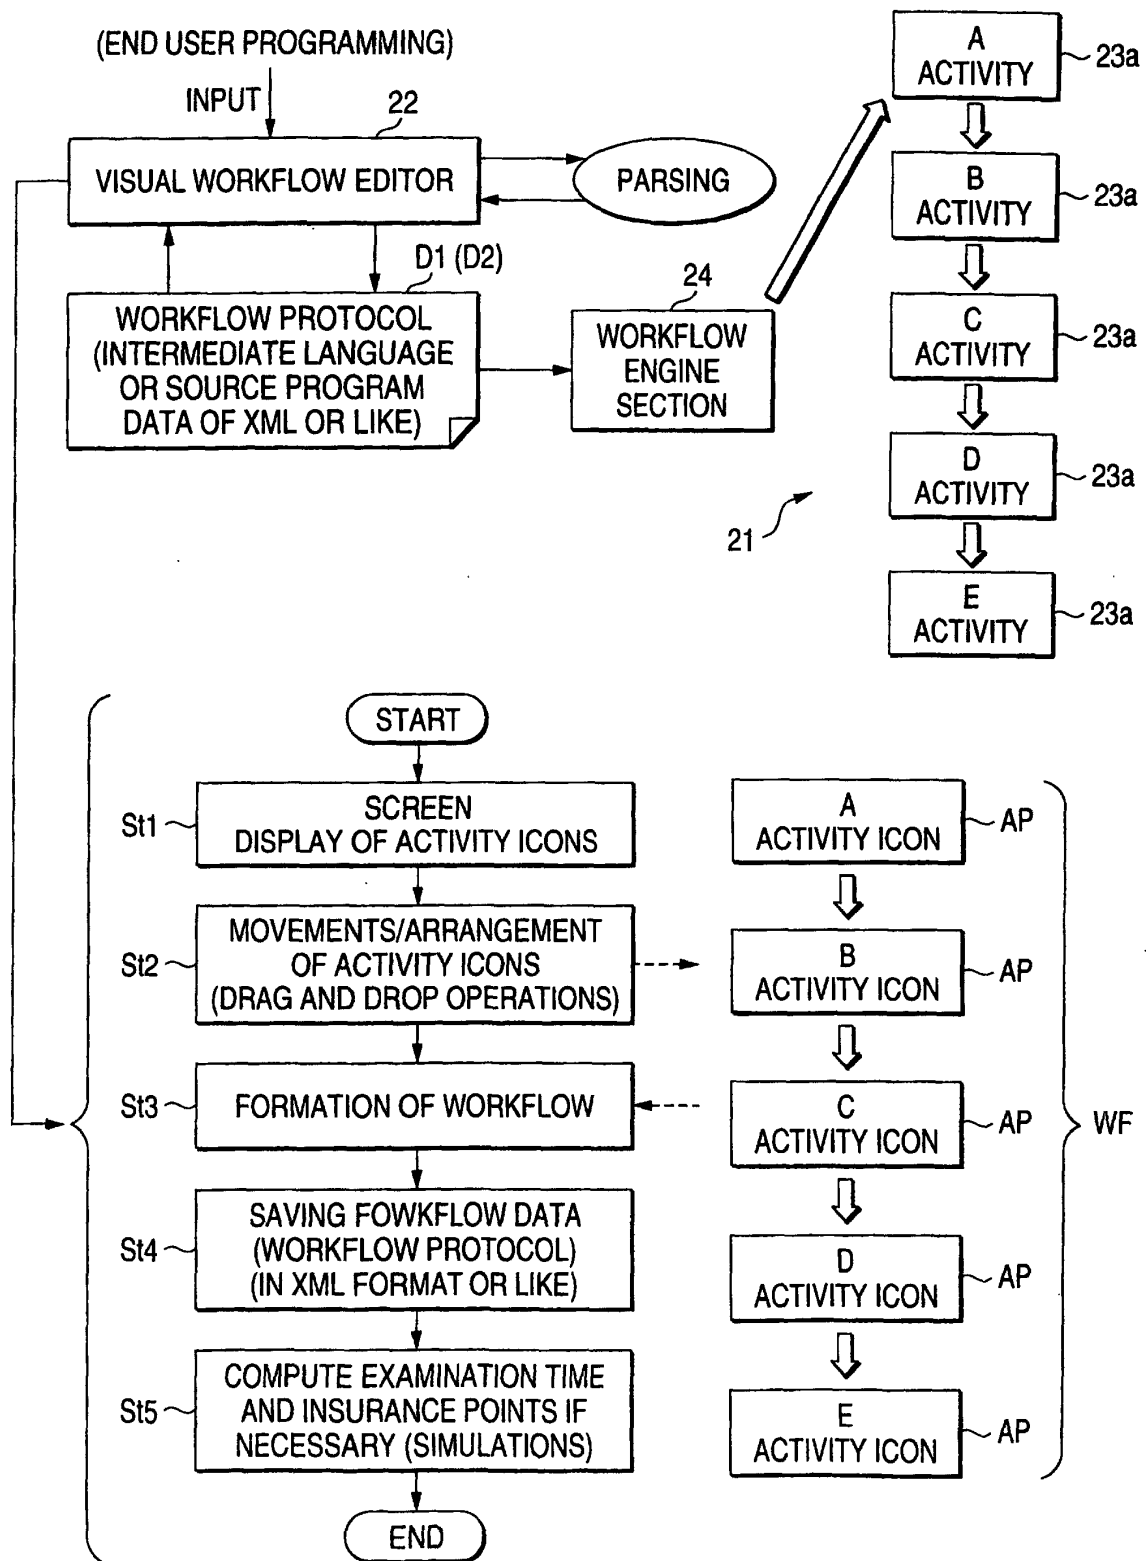 (END USER PROGRAMMING)
INPUT
22
VISUAL WORKFLOW EDITOR
PARSING
D1 (D2)
WORKFLOW PROTOCOL
(INTERMEDIATE LANGUAGE
OR SOURCE PROGRAM
DATA OF XML OR LIKE)
24
WORKFLOW
ENGINE
SECTION
21
A
ACTIVITY
23a
B
ACTIVITY
23a
C
ACTIVITY
23a
D
ACTIVITY
23a
E
ACTIVITY
23a
START
St1
SCREEN
DISPLAY OF ACTIVITY ICONS
St2
MOVEMENTS/ARRANGEMENT
OF ACTIVITY ICONS
(DRAG AND DROP OPERATIONS)
St3
FORMATION OF WORKFLOW
St4
SAVING FOWKFLOW DATA
(WORKFLOW PROTOCOL)
(IN XML FORMAT OR LIKE)
St5
COMPUTE EXAMINATION TIME
AND INSURANCE POINTS IF
NECESSARY (SIMULATIONS)
END
A
ACTIVITY ICON
AP
B
ACTIVITY ICON
AP
C
ACTIVITY ICON
AP
D
ACTIVITY ICON
AP
E
ACTIVITY ICON
AP
WF